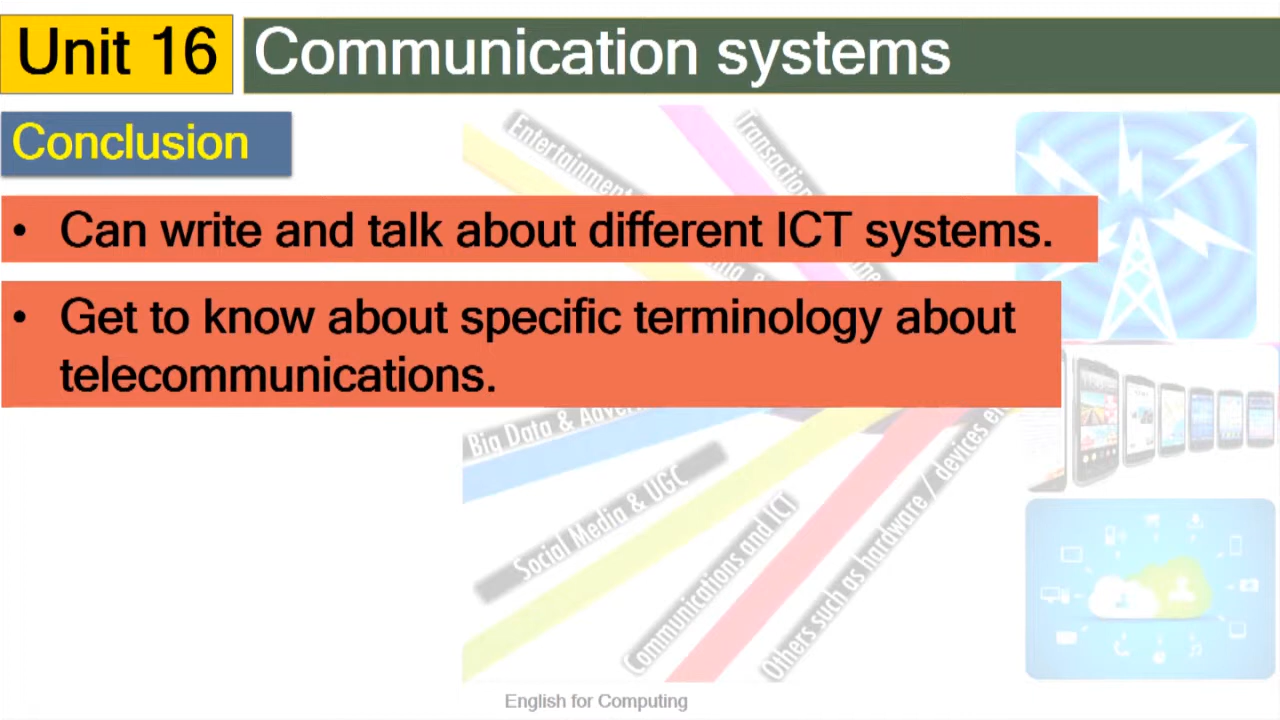 Unit 16
Communication systems
Conclusion
• Can write and talk about different ICT systems.
• Get to know about specific terminology about
telecommunications.
Entertainment
Big Data &
Social Media & UGC
Communications and ICT
Others such as hardware / devices
English for Computing